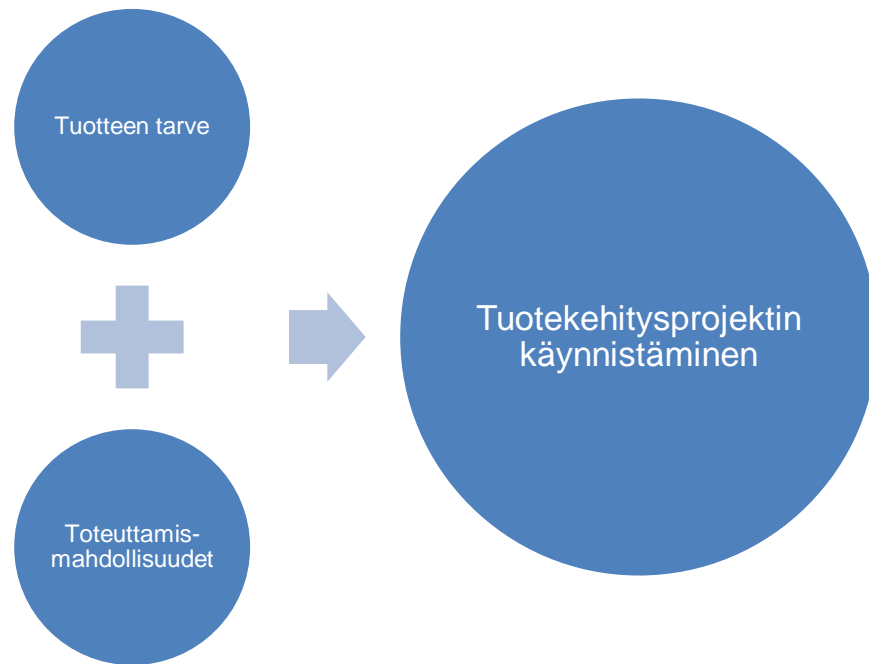 Tuotteen tarve
Toteuttamis-
mahdollisuudet
Tuotekehitysprojektin
käynnistäminen